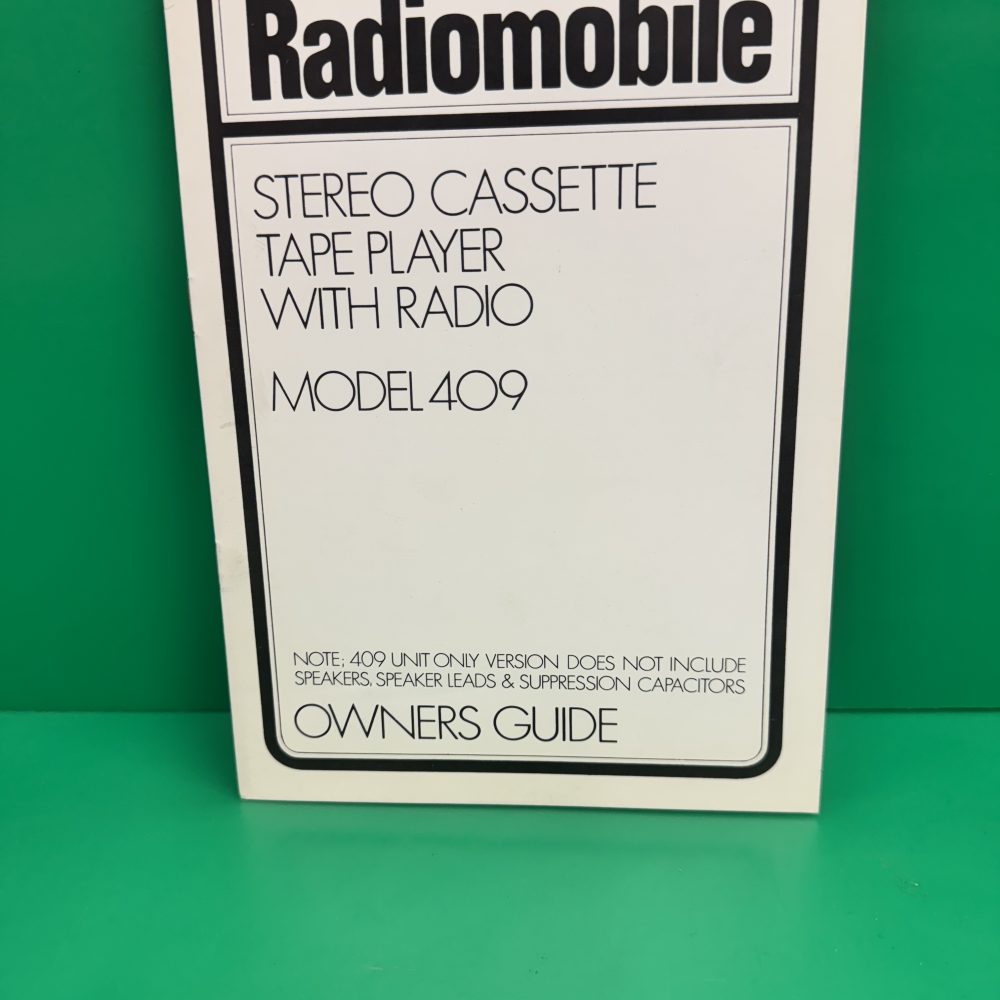 Radiomobile
STEREO CASSETTE
TAPE PLAYER
WITH RADIO
MODEL 409
NOTE; 409 UNIT ONLY VERSION DOES NOT INCLUDE
SPEAKERS, SPEAKER LEADS & SUPPRESSION CAPACITORS
OWNERS GUIDE